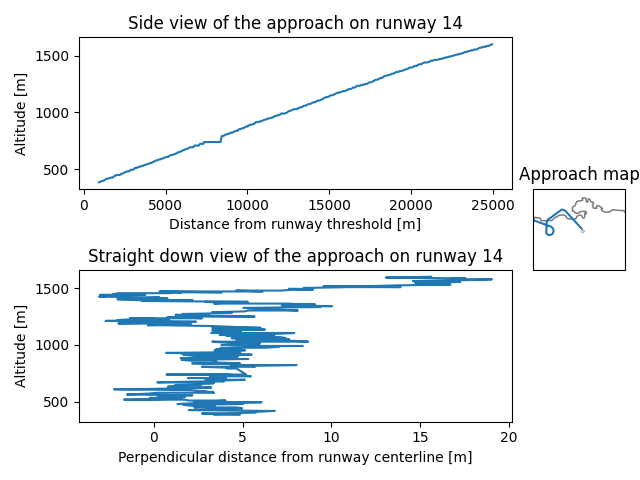 Side view of the approach on runway 14
1500
1000
500
Altitude [m]
0 5000 10000 15000 20000 25000
Distance from runway threshold [m]
Approach map
Straight down view of the approach on runway 14
1500
1000
500
Altitude [m]
0 5 10 15 20
Perpendicular distance from runway centerline [m]